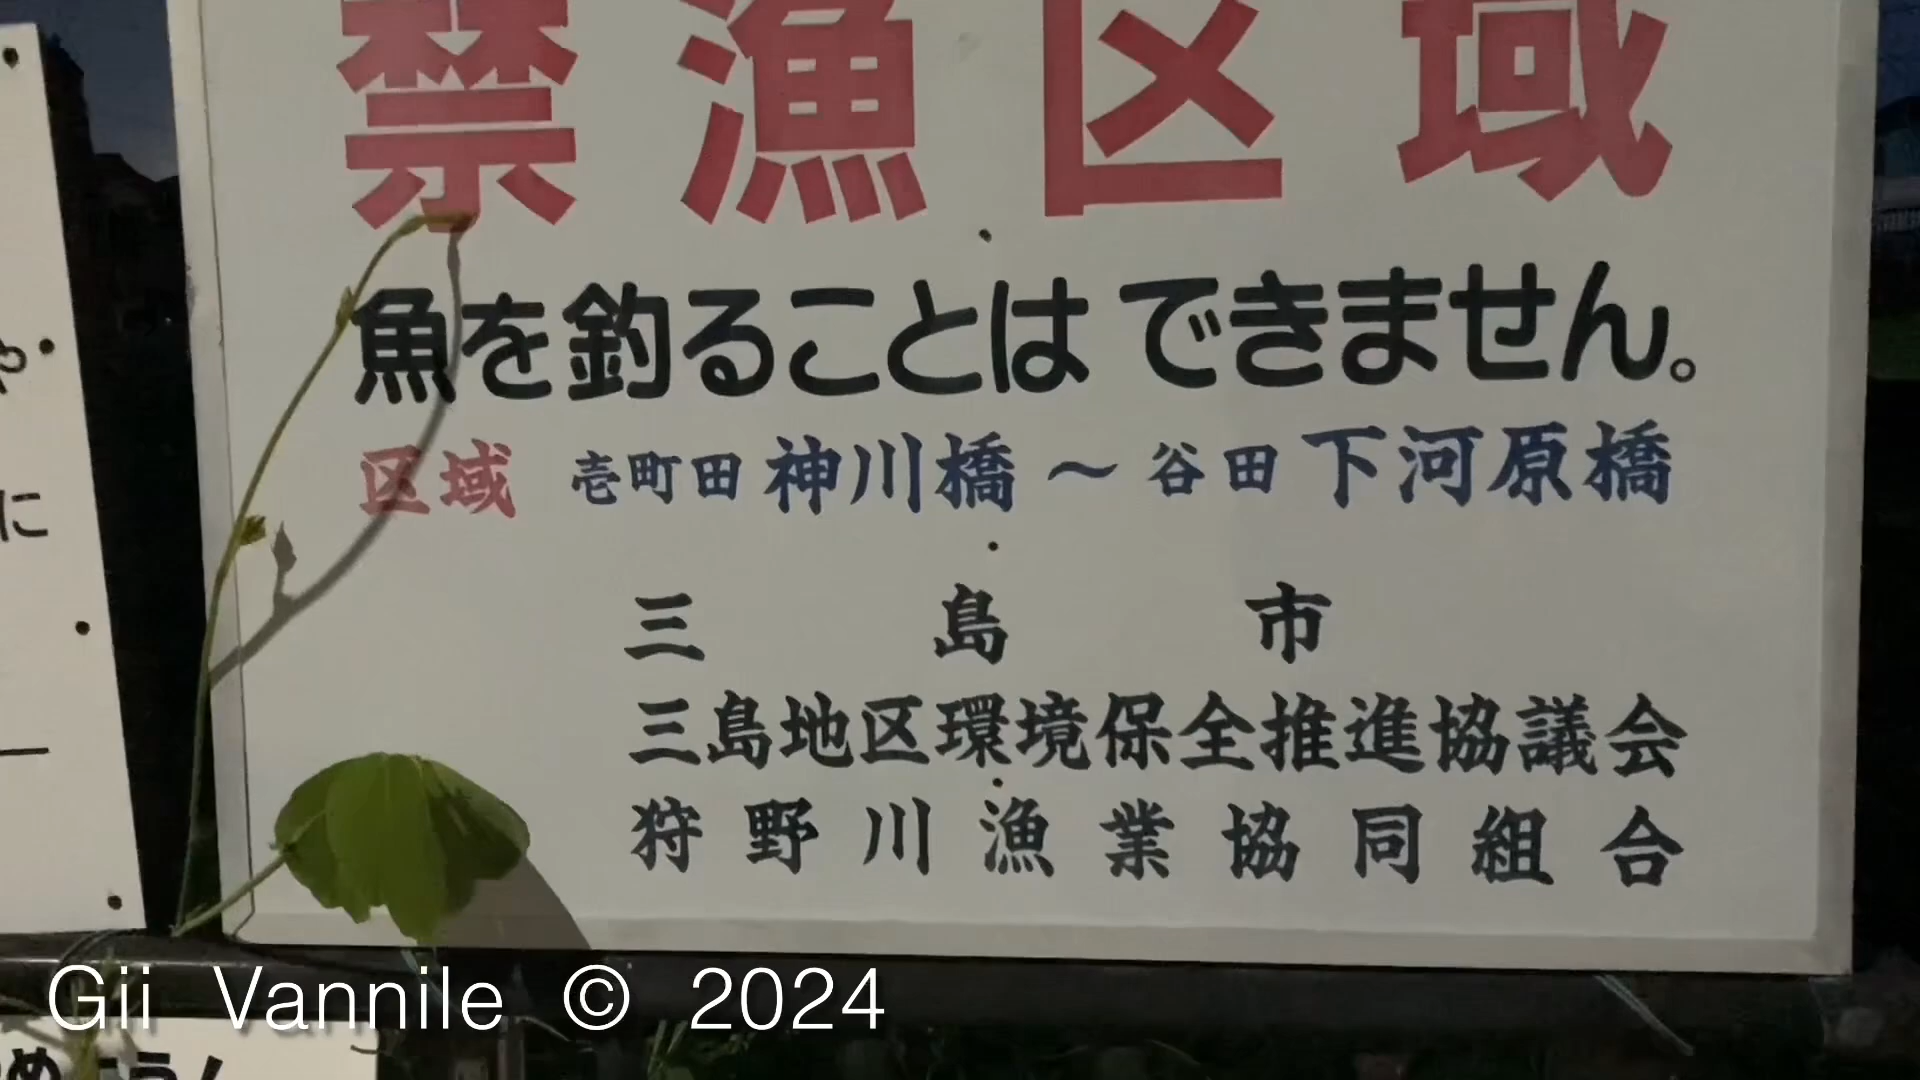 禁漁区域
魚を釣ることはできません。
区域 壱町田神川橋～谷田下河原橋
三島市
三島地区環境保全推進協議会
狩野川漁業協同組合
や
に
Gii Vannile © 2024